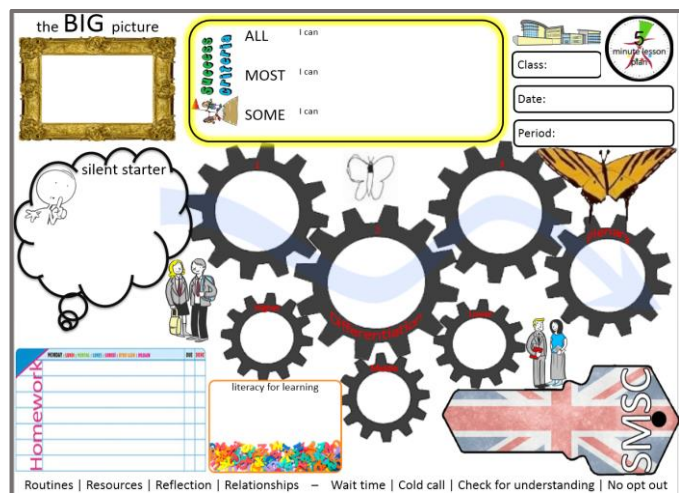 the BIG picture
success criteria
ALL I can
MOST I can
SOME I can
5
minute lesson
plan
Class:
Date:
Period:
silent starter
plenary
Differentiation
Homework
DUE
literacy for learning
SMSC
Routines | Resources | Reflection | Relationships – Wait time | Cold call | Check for understanding | No opt out